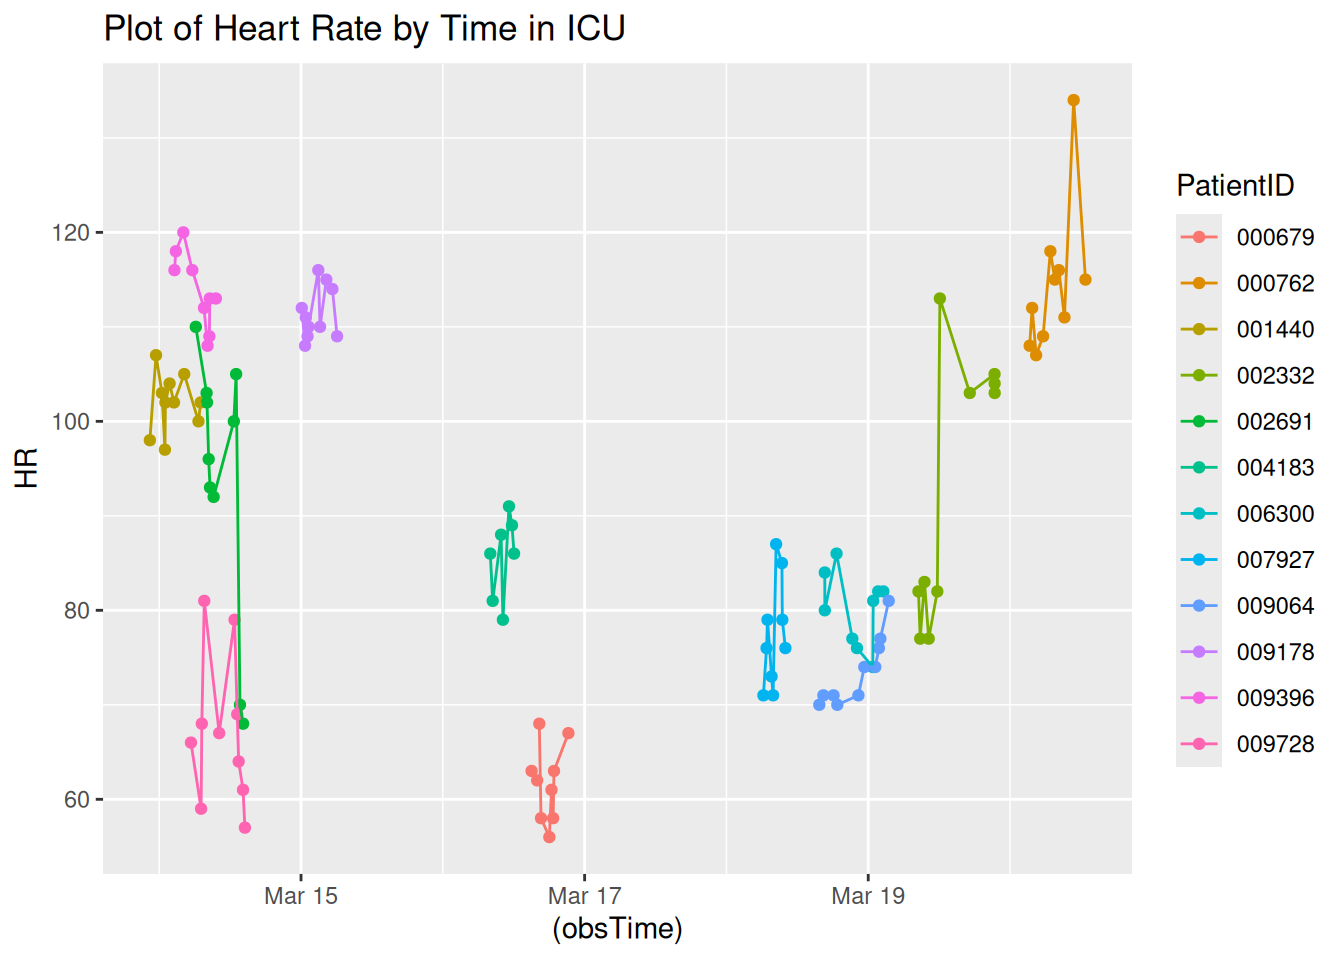 Plot of Heart Rate by Time in ICU
120
100
80
60
HR
Mar 15
Mar 17
Mar 19
(obsTime)
PatientID
000679
000762
001440
002332
002691
004183
006300
007927
009064
009178
009396
009728